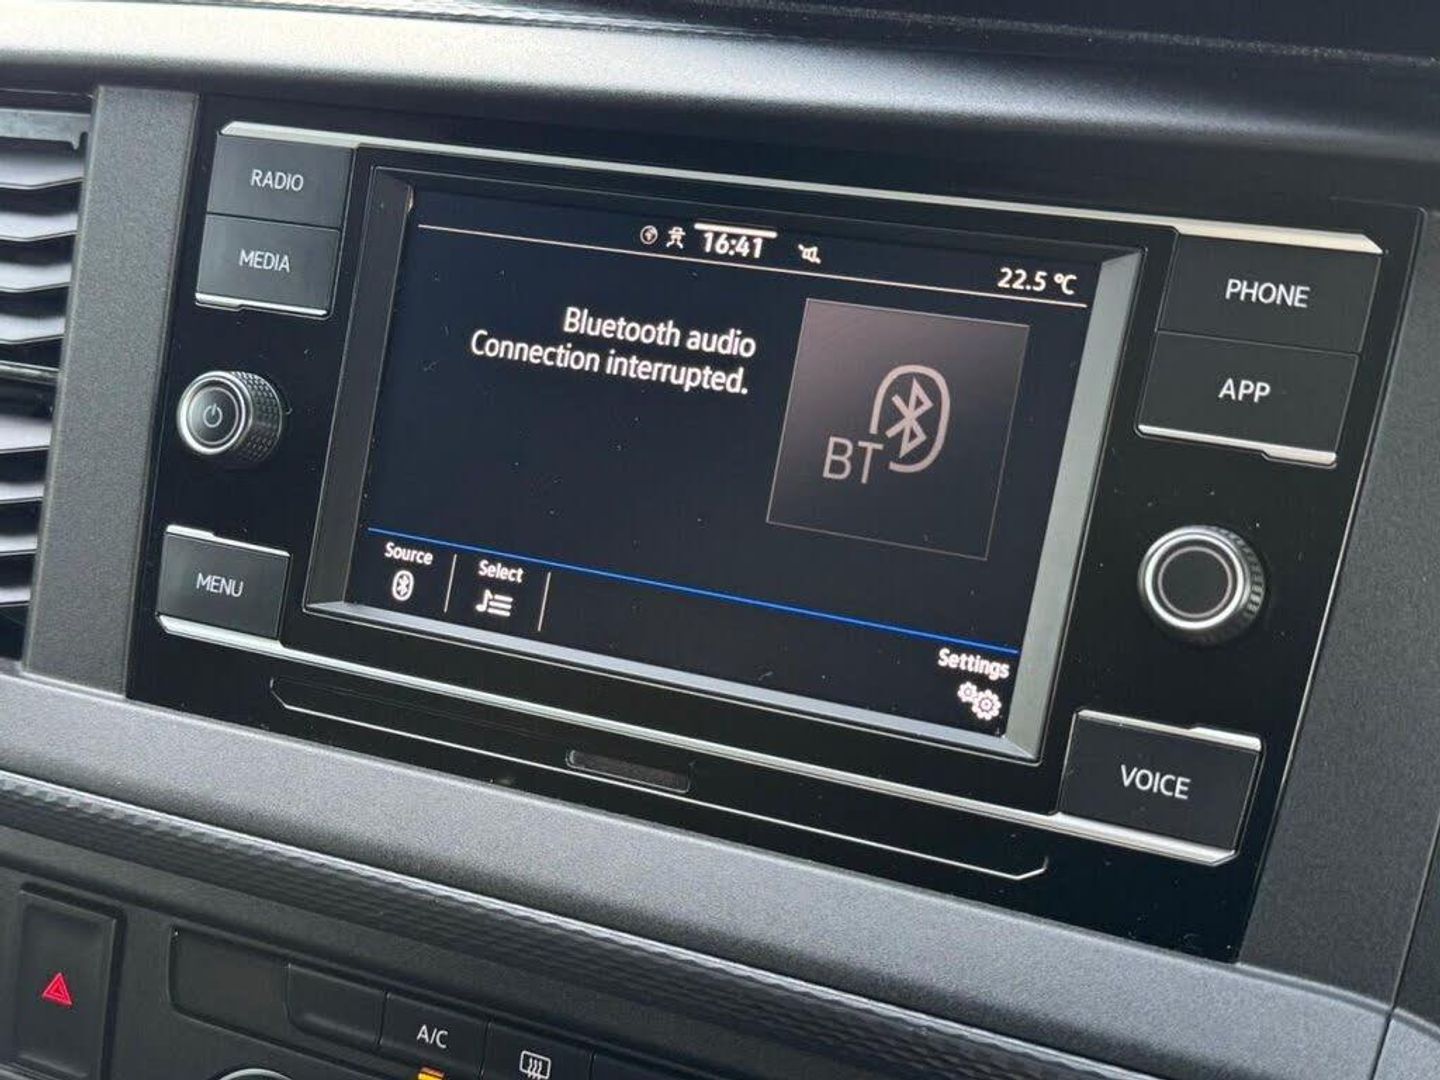 RADIO
MEDIA
16:41
22.5 °C
Bluetooth audio
Connection interrupted.
BT
PHONE
APP
MENU
Source
Select
Settings
VOICE
A/C